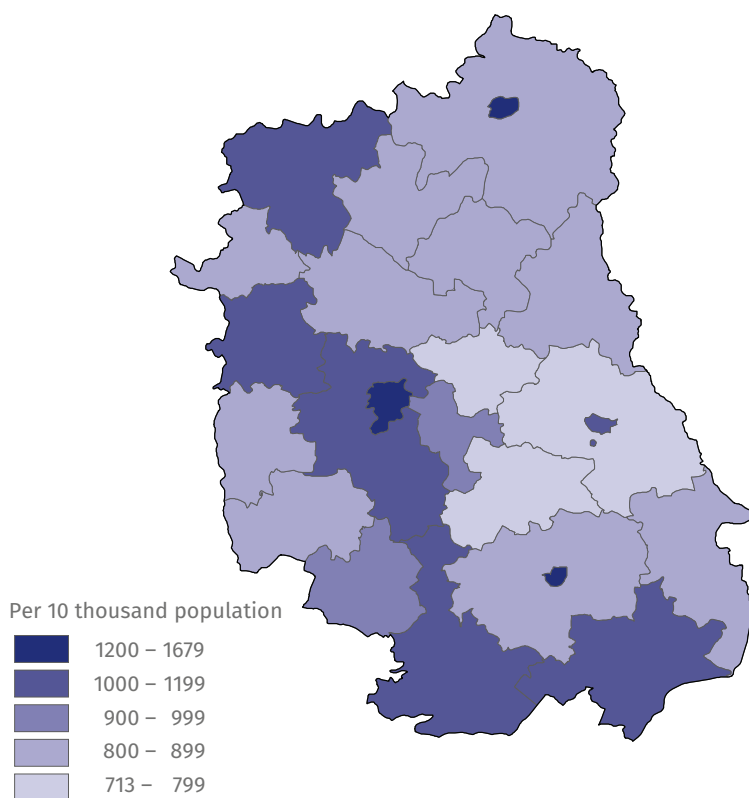 Per 10 thousand population
1200 – 1679
1000 – 1199
900 – 999
800 – 899
713 – 799